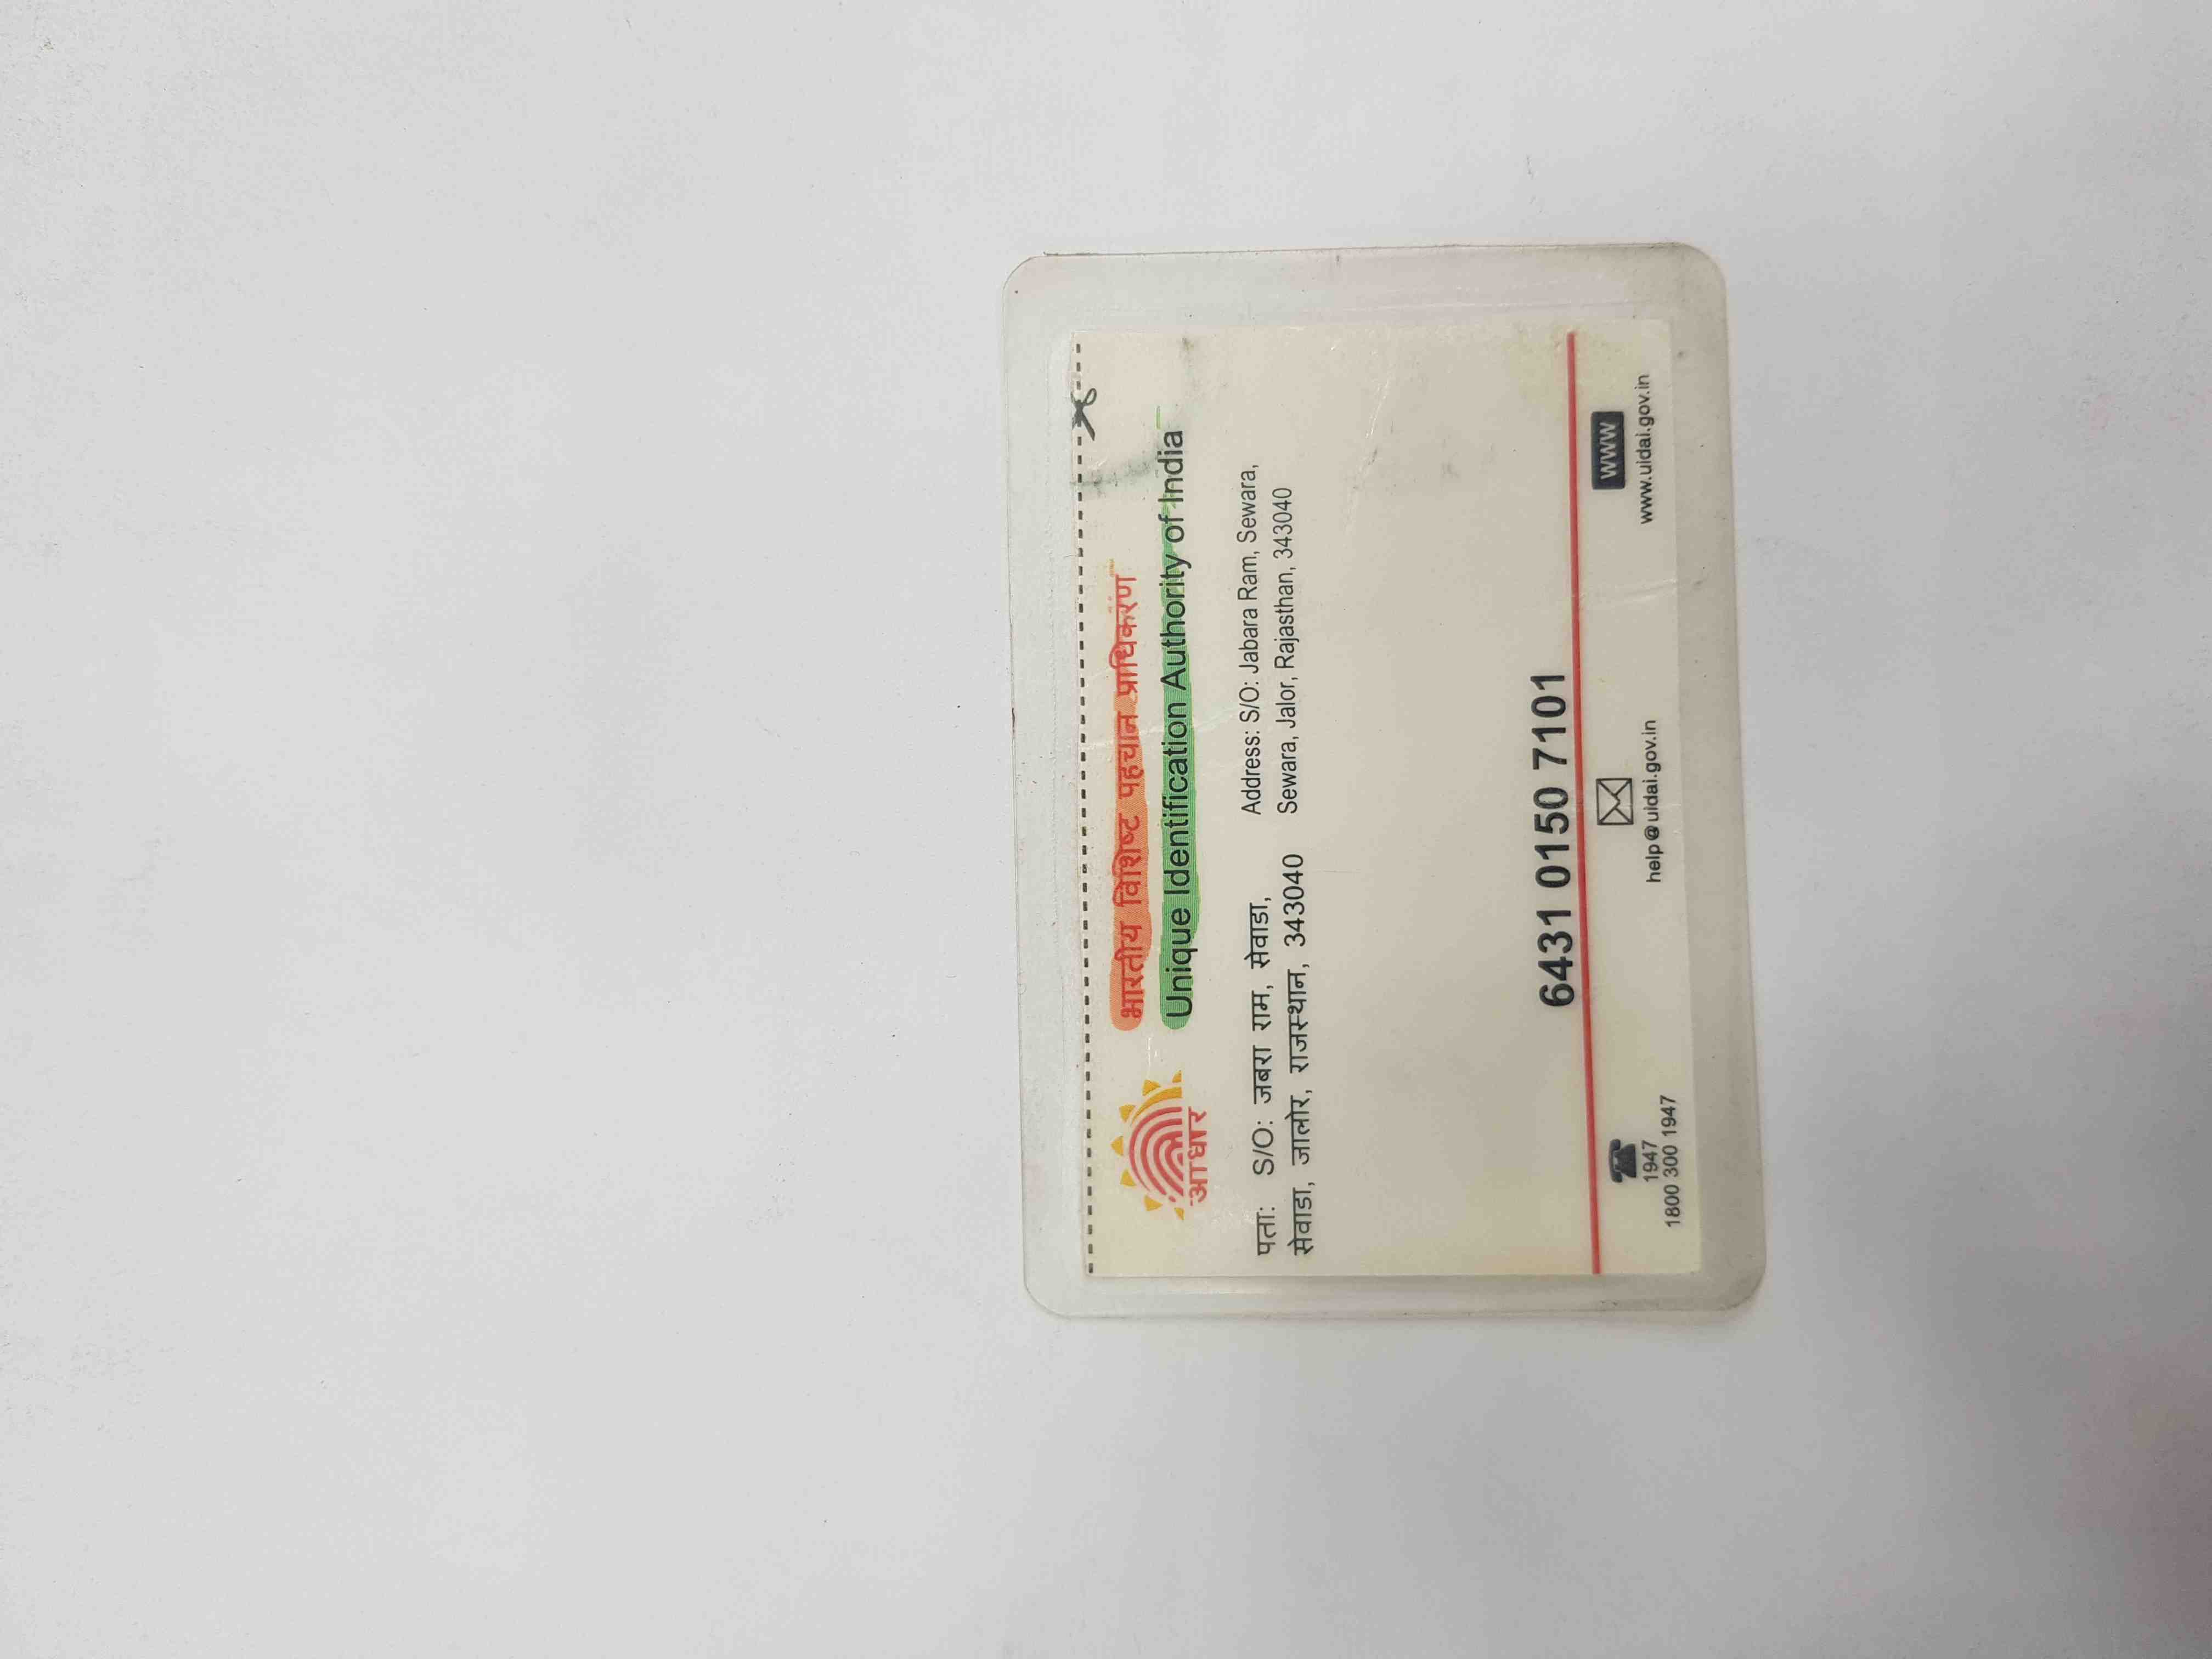 भारतीय विशिष्ट पहचान प्राधिकरण
Unique Identification Authority of India
आधार
पता: S/O: जबरा राम, सेवाडा,
सेवाडा, जालोर, राजस्थान, 343040
Address: S/O: Jabara Ram, Sewara,
Sewara, Jalor, Rajasthan, 343040
6431 0150 7101
1947
1800 300 1947
help@uidai.gov.in
WWW
www.uidai.gov.in